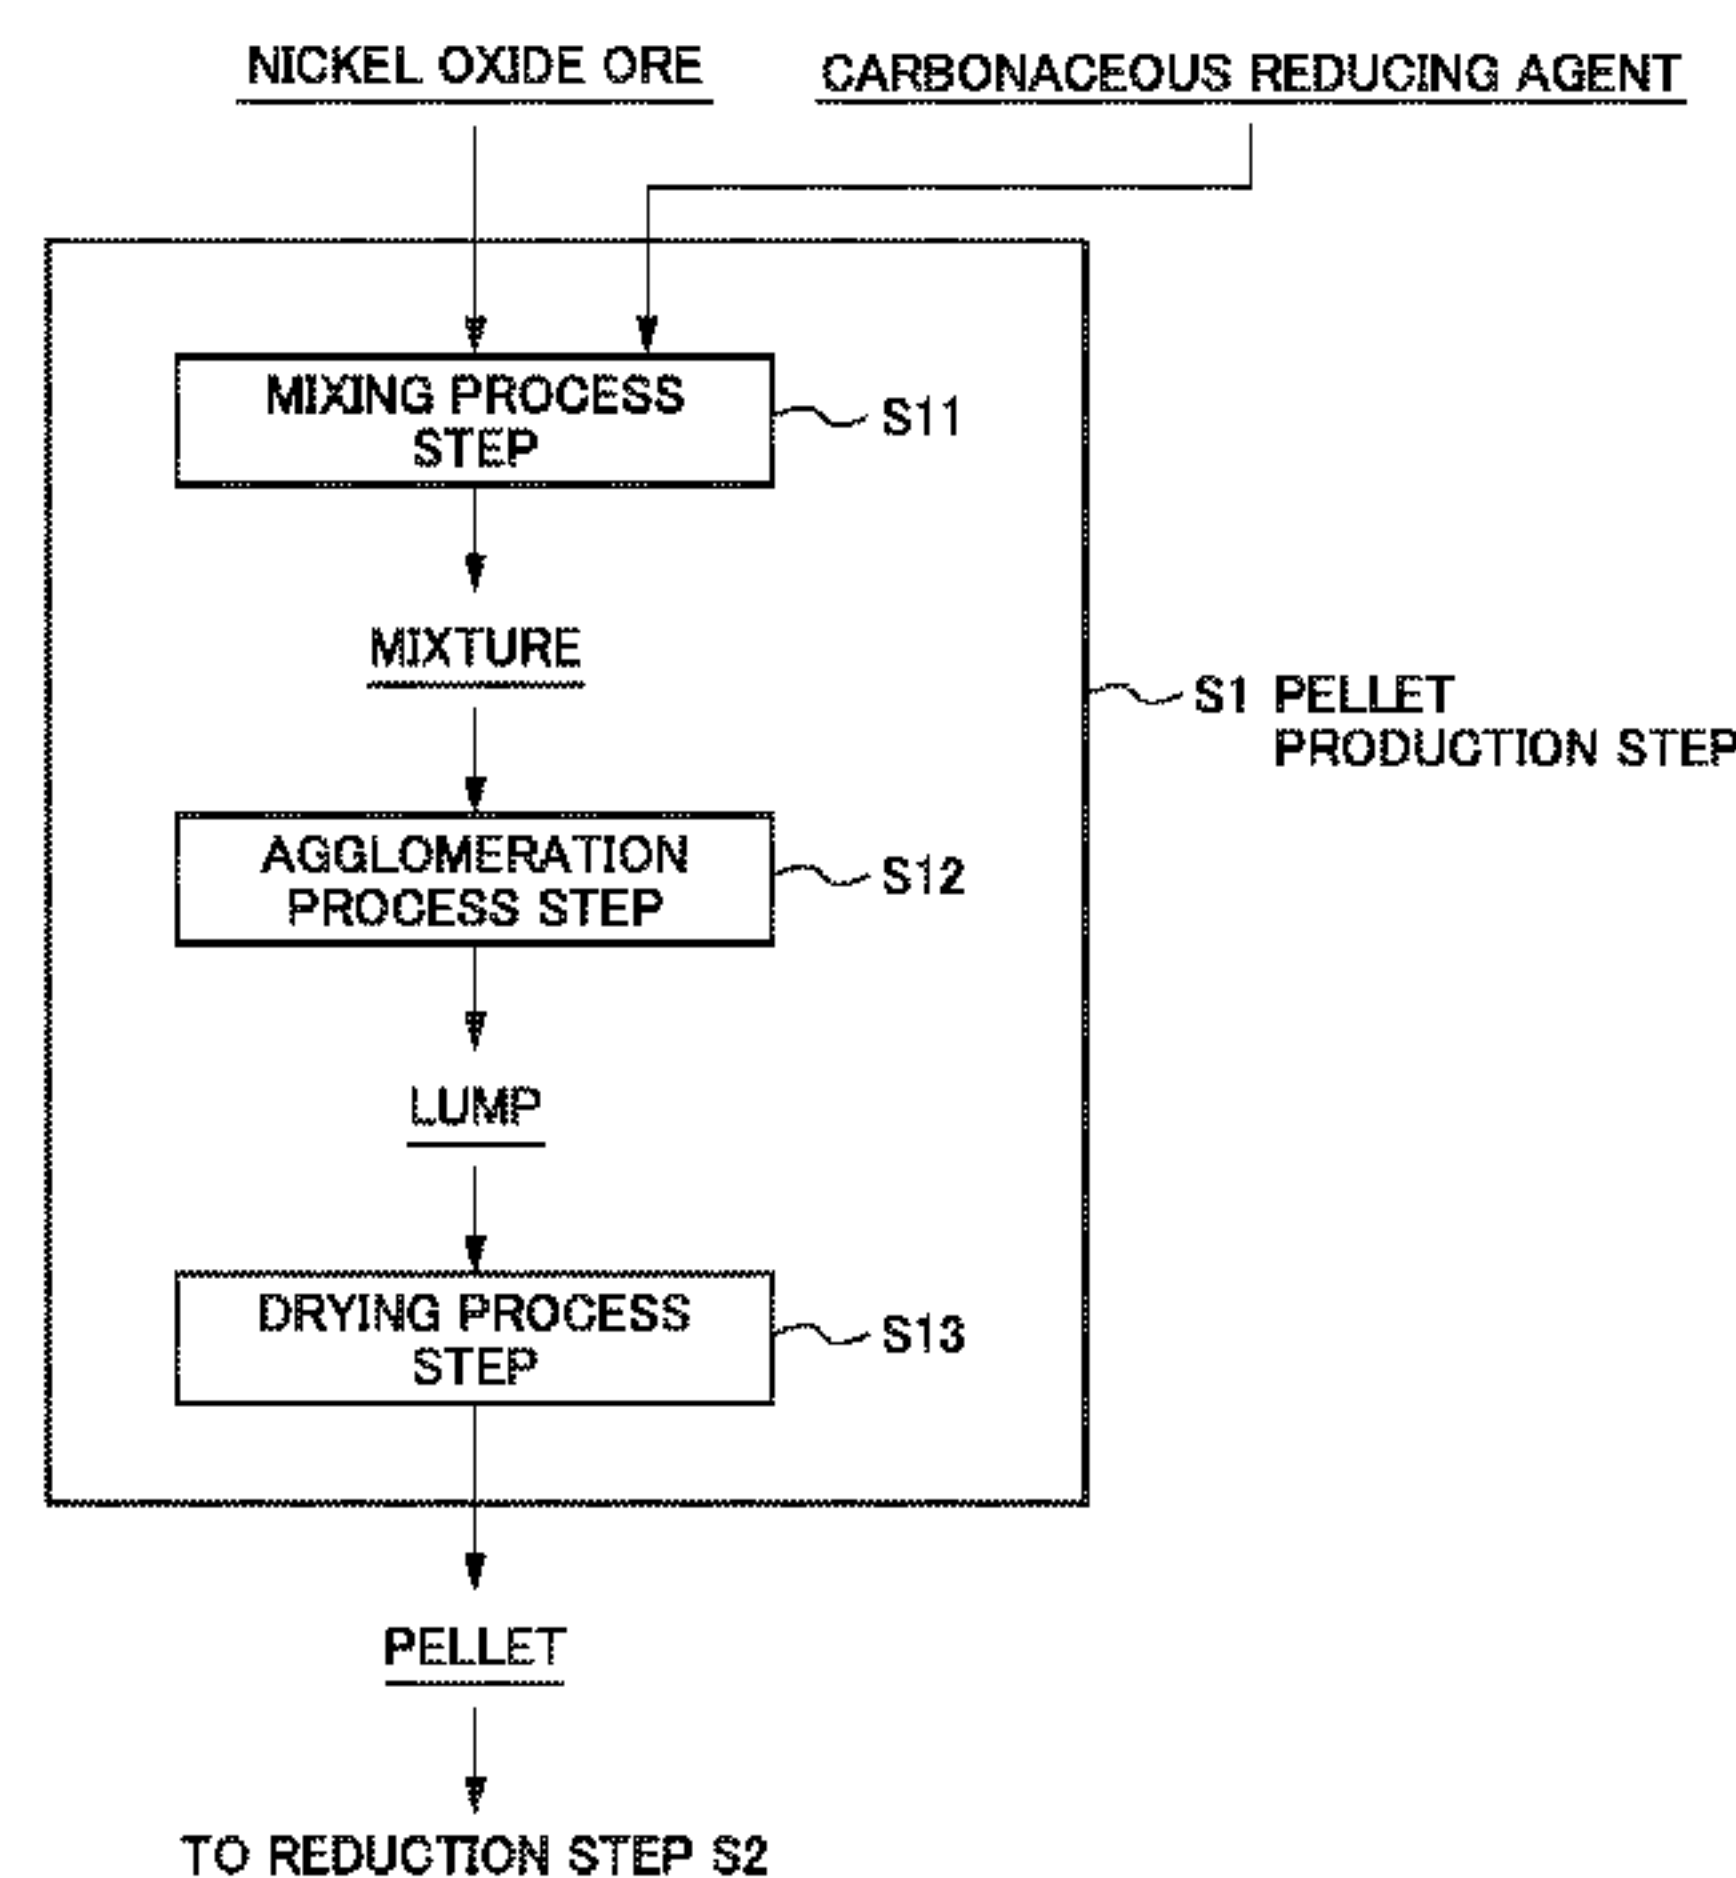 NICKEL OXIDE ORE
CARBONACEOUS REDUCING AGENT
MIXING PROCESS
STEP
S11
MIXTURE
S1 PELLET
PRODUCTION STEP
AGGLOMERATION
PROCESS STEP
S12
LUMP
DRYING PROCESS
STEP
S13
PELLET
TO REDUCTION STEP S2